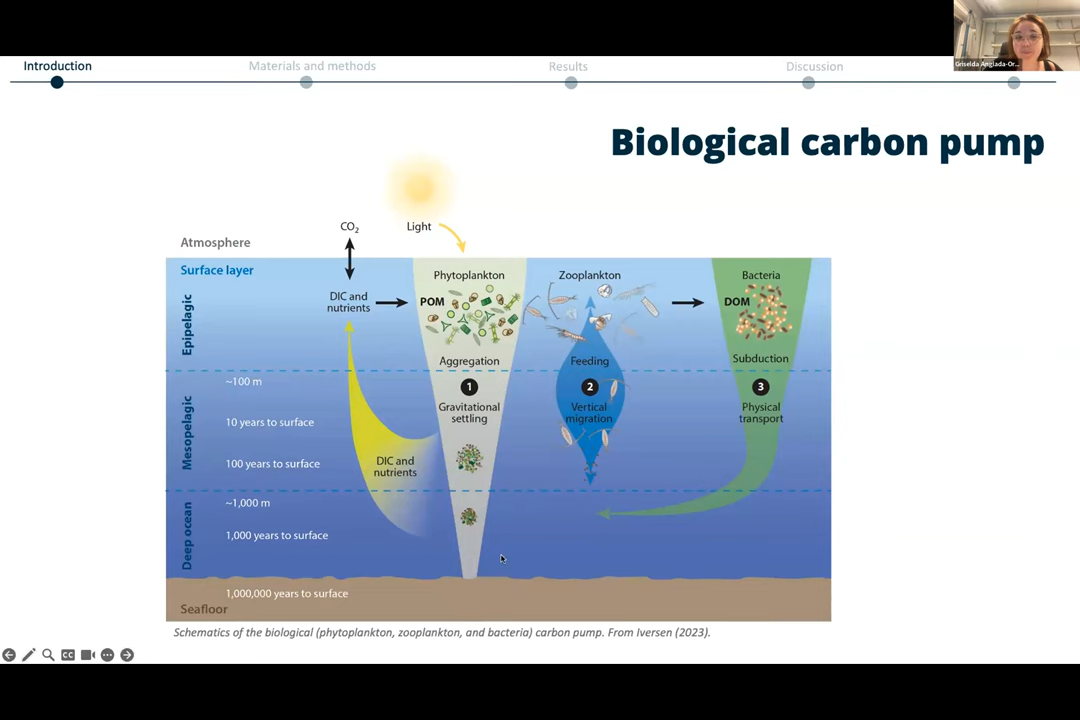 Introduction
Materials and methods
Results
Discussion
Griselda Anglada-Or...
Biological carbon pump
CO2
Light
Atmosphere
Surface layer
Epipelagic
Mesopelagic
Deep ocean
DIC and
nutrients
POM
Phytoplankton
Zooplankton
Bacteria
DOM
Aggregation
Feeding
Subduction
~100 m
1
2
3
Gravitational
settling
Vertical
migration
Physical
transport
10 years to surface
100 years to surface
DIC and
nutrients
~1,000 m
1,000 years to surface
1,000,000 years to surface
Seafloor
Schematics of the biological (phytoplankton, zooplankton, and bacteria) carbon pump. From Iversen (2023).
CC